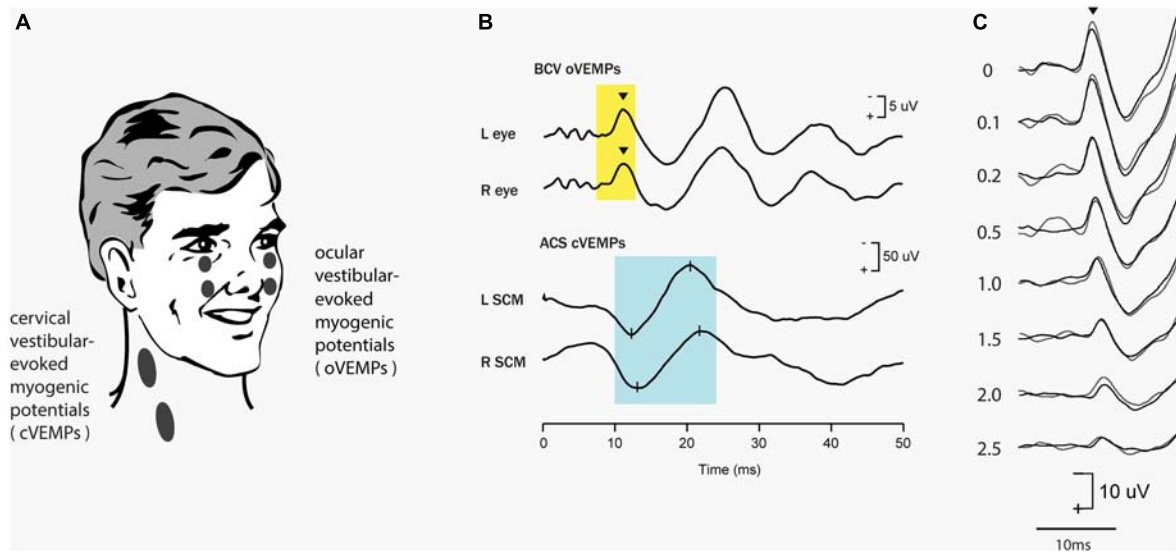 A
cervical
vestibular-
evoked
myogenic
potentials
( cVEMPs )
ocular
vestibular-
evoked
myogenic
potentials
( oVEMPs )
B
BCV oVEMPs
- 
+ 5 uV
L eye
R eye
ACS cVEMPs
-
+ 50 uV
L SCM
R SCM
0 10 20 30 40 50
Time (ms)
C
0
0.1
0.2
0.5
1.0
1.5
2.0
2.5
-
+ 10 uV
10ms